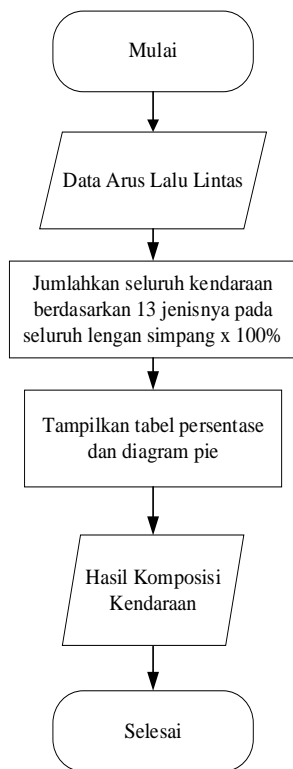 Mulai
Data Arus Lalu Lintas
Jumlahkan seluruh kendaraan
berdasarkan 13 jenisnya pada
seluruh lengan simpang x 100%
Tampilkan tabel persentase
dan diagram pie
Hasil Komposisi
Kendaraan
Selesai